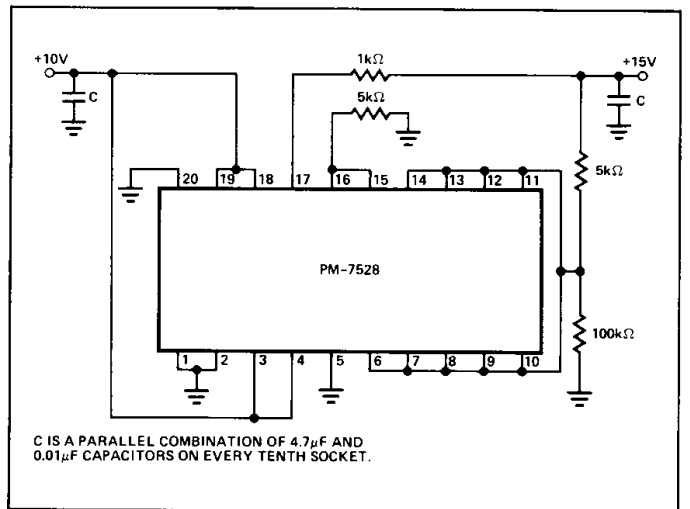 +10V
1kΩ
+15V
C
5kΩ
C
5kΩ
20 19 18 17 16 15 14 13 12 11
PM-7528
100kΩ
1 2 3 4 5 6 7 8 9 10
C IS A PARALLEL COMBINATION OF 4.7μF AND
0.01μF CAPACITORS ON EVERY TENTH SOCKET.